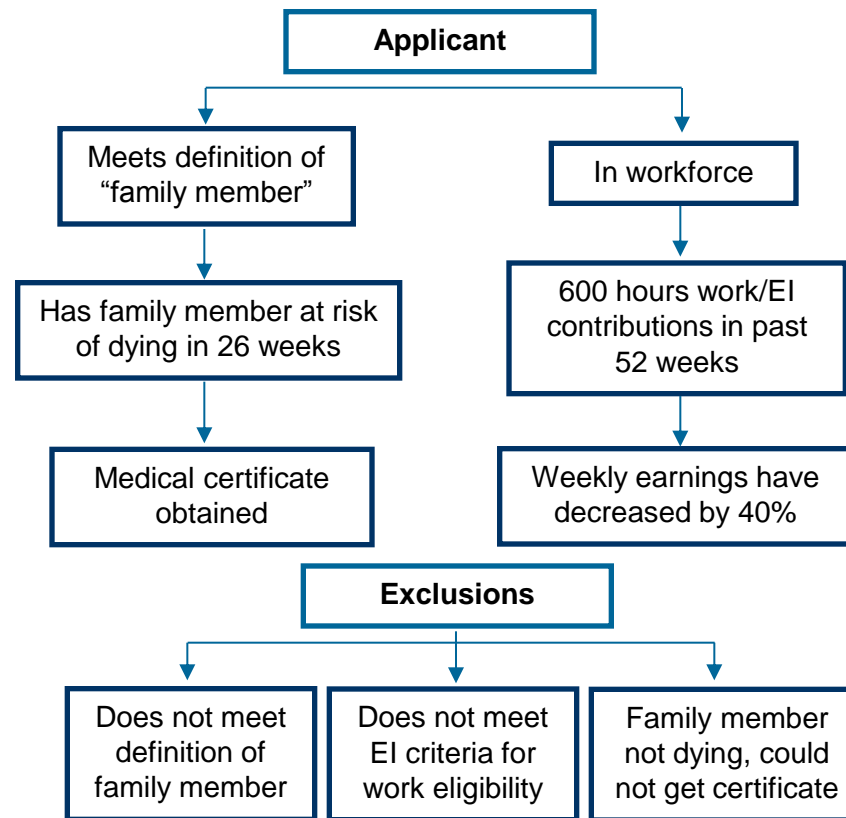 Applicant
Meets definition of
“family member”
In workforce
Has family member at risk
of dying in 26 weeks
600 hours work/EI
contributions in past
52 weeks
Medical certificate
obtained
Weekly earnings have
decreased by 40%
Exclusions
Does not meet
definition of
family member
Does not meet
EI criteria for
work eligibility
Family member
not dying, could
not get certificate